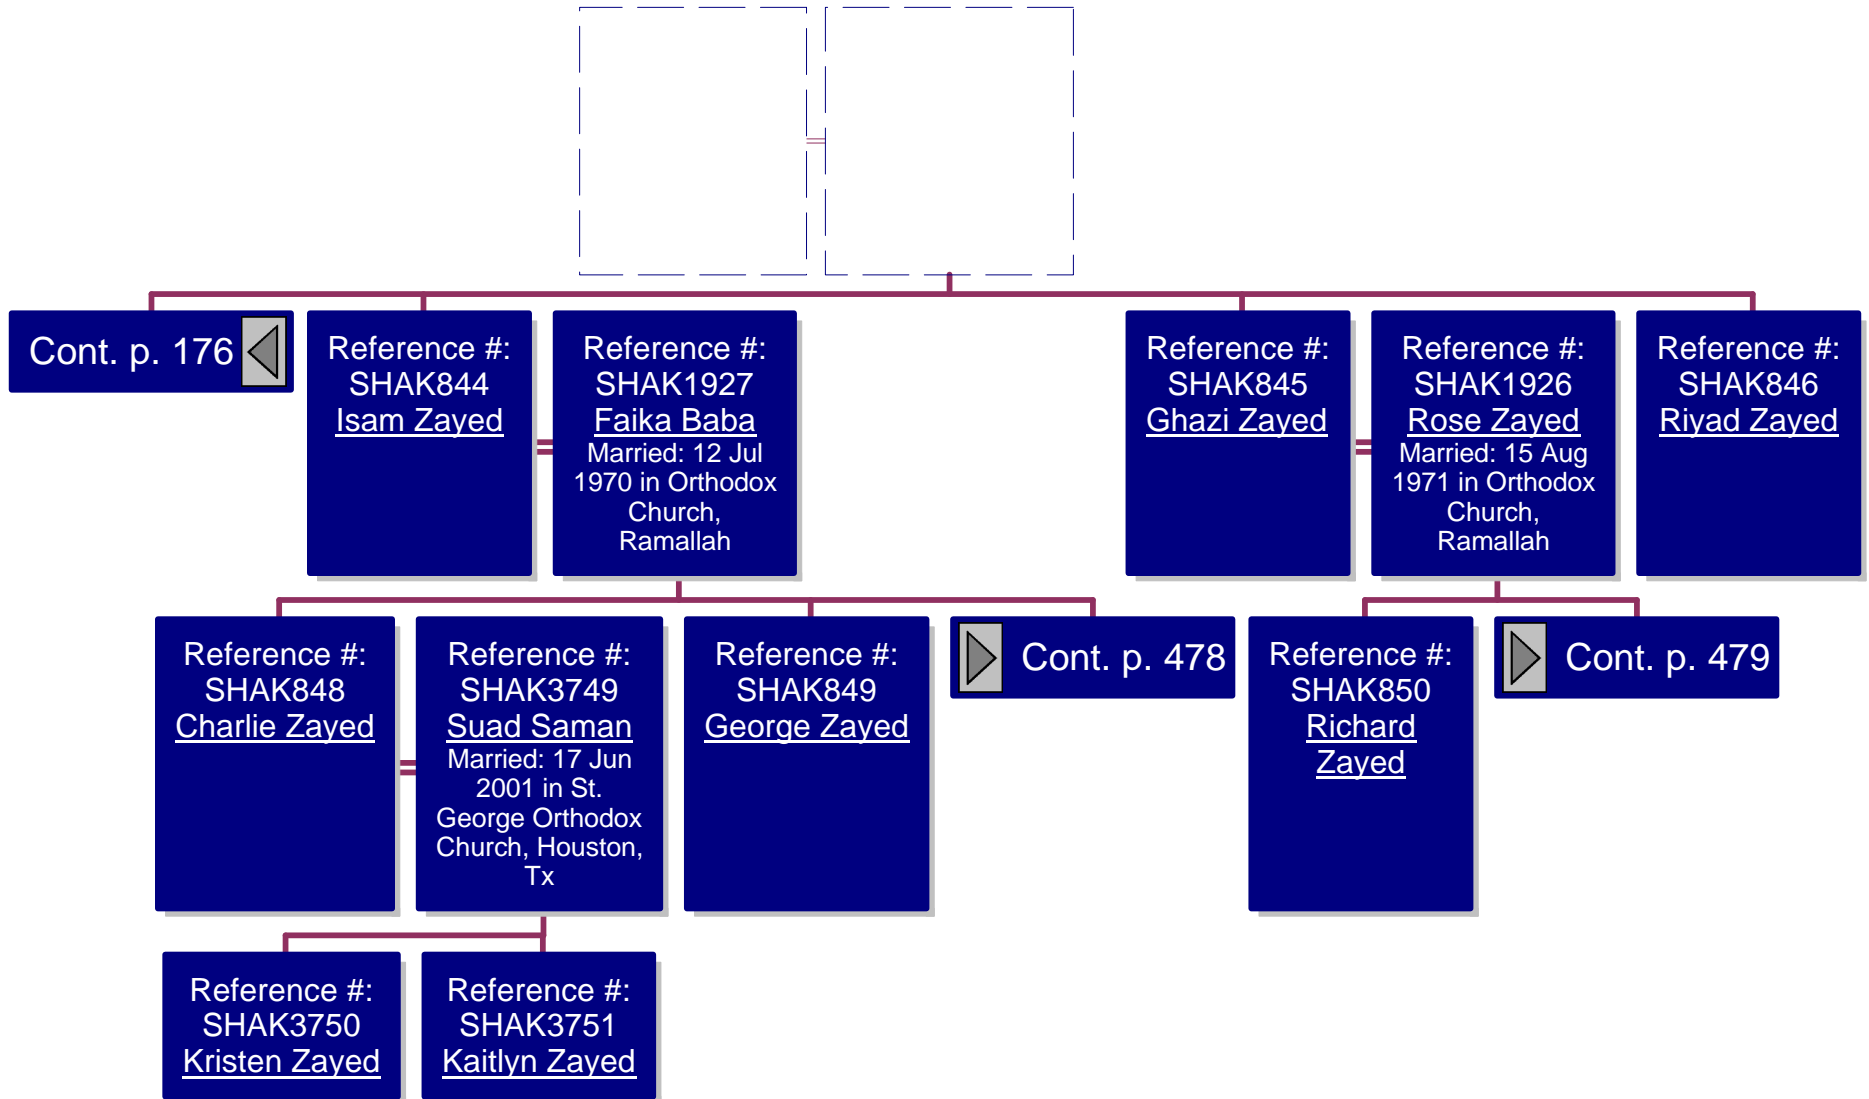 Cont. p. 176
Reference #:
SHAK844
Isam Zayed
Reference #:
SHAK1927
Faika Baba
Married: 12 Jul
1970 in Orthodox
Church,
Ramallah
Reference #:
SHAK845
Ghazi Zayed
Reference #:
SHAK1926
Rose Zayed
Married: 15 Aug
1971 in Orthodox
Church,
Ramallah
Reference #:
SHAK846
Riyad Zayed
Reference #:
SHAK848
Charlie Zayed
Reference #:
SHAK3749
Suad Saman
Married: 17 Jun
2001 in St.
George Orthodox
Church, Houston,
Tx
Reference #:
SHAK849
George Zayed
Cont. p. 478
Reference #:
SHAK850
Richard
Zayed
Cont. p. 479
Reference #:
SHAK3750
Kristen Zayed
Reference #:
SHAK3751
Kaitlyn Zayed